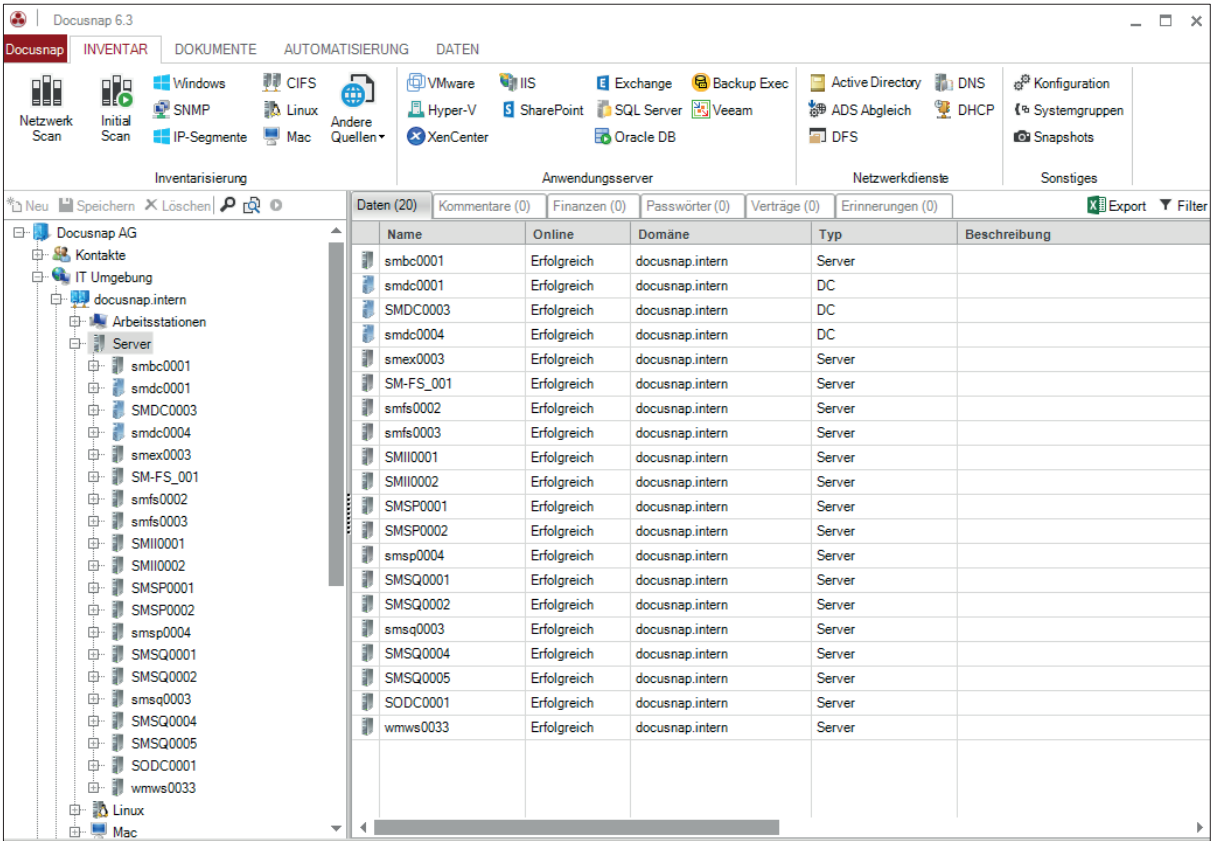 Docusnap 6.3
Docusnap INVENTAR DOKUMENTE AUTOMATISIERUNG DATEN
Netzwerk Scan
Initial Scan
Windows
SNMP
IP-Segmente
CIFS
Linux
Mac
Andere Quellen
Inventarisierung
VMware
Hyper-V
XenCenter
IIS
SharePoint
Exchange
SQL Server
Oracle DB
Backup Exec
Veeam
Anwendungsserver
Active Directory
ADS Abgleich
DFS
DNS
DHCP
Netzwerkdienste
Konfiguration
Systemgruppen
Snapshots
Sonstiges
Neu Speichern Löschen
Docusnap AG
Kontakte
IT Umgebung
docusnap.intern
Arbeitsstationen
Server
smbc0001
smdc0001
SMDC0003
smdc0004
smex0003
SM-FS_001
smfs0002
smfs0003
SMII0001
SMII0002
SMSP0001
SMSP0002
smsp0004
SMSQ0001
SMSQ0002
smsq0003
SMSQ0004
SMSQ0005
SODC0001
wmws0033
Linux
Mac
Daten (20) Kommentare (0) Finanzen (0) Passwörter (0) Verträge (0) Erinnerungen (0) Export Filter
Name Online Domäne Typ Beschreibung
smbc0001 Erfolgreich docusnap.intern Server
smdc0001 Erfolgreich docusnap.intern DC
SMDC0003 Erfolgreich docusnap.intern DC
smdc0004 Erfolgreich docusnap.intern DC
smex0003 Erfolgreich docusnap.intern Server
SM-FS_001 Erfolgreich docusnap.intern Server
smfs0002 Erfolgreich docusnap.intern Server
smfs0003 Erfolgreich docusnap.intern Server
SMII0001 Erfolgreich docusnap.intern Server
SMII0002 Erfolgreich docusnap.intern Server
SMSP0001 Erfolgreich docusnap.intern Server
SMSP0002 Erfolgreich docusnap.intern Server
smsp0004 Erfolgreich docusnap.intern Server
SMSQ0001 Erfolgreich docusnap.intern Server
SMSQ0002 Erfolgreich docusnap.intern Server
smsq0003 Erfolgreich docusnap.intern Server
SMSQ0004 Erfolgreich docusnap.intern Server
SMSQ0005 Erfolgreich docusnap.intern Server
SODC0001 Erfolgreich docusnap.intern Server
wmws0033 Erfolgreich docusnap.intern Server